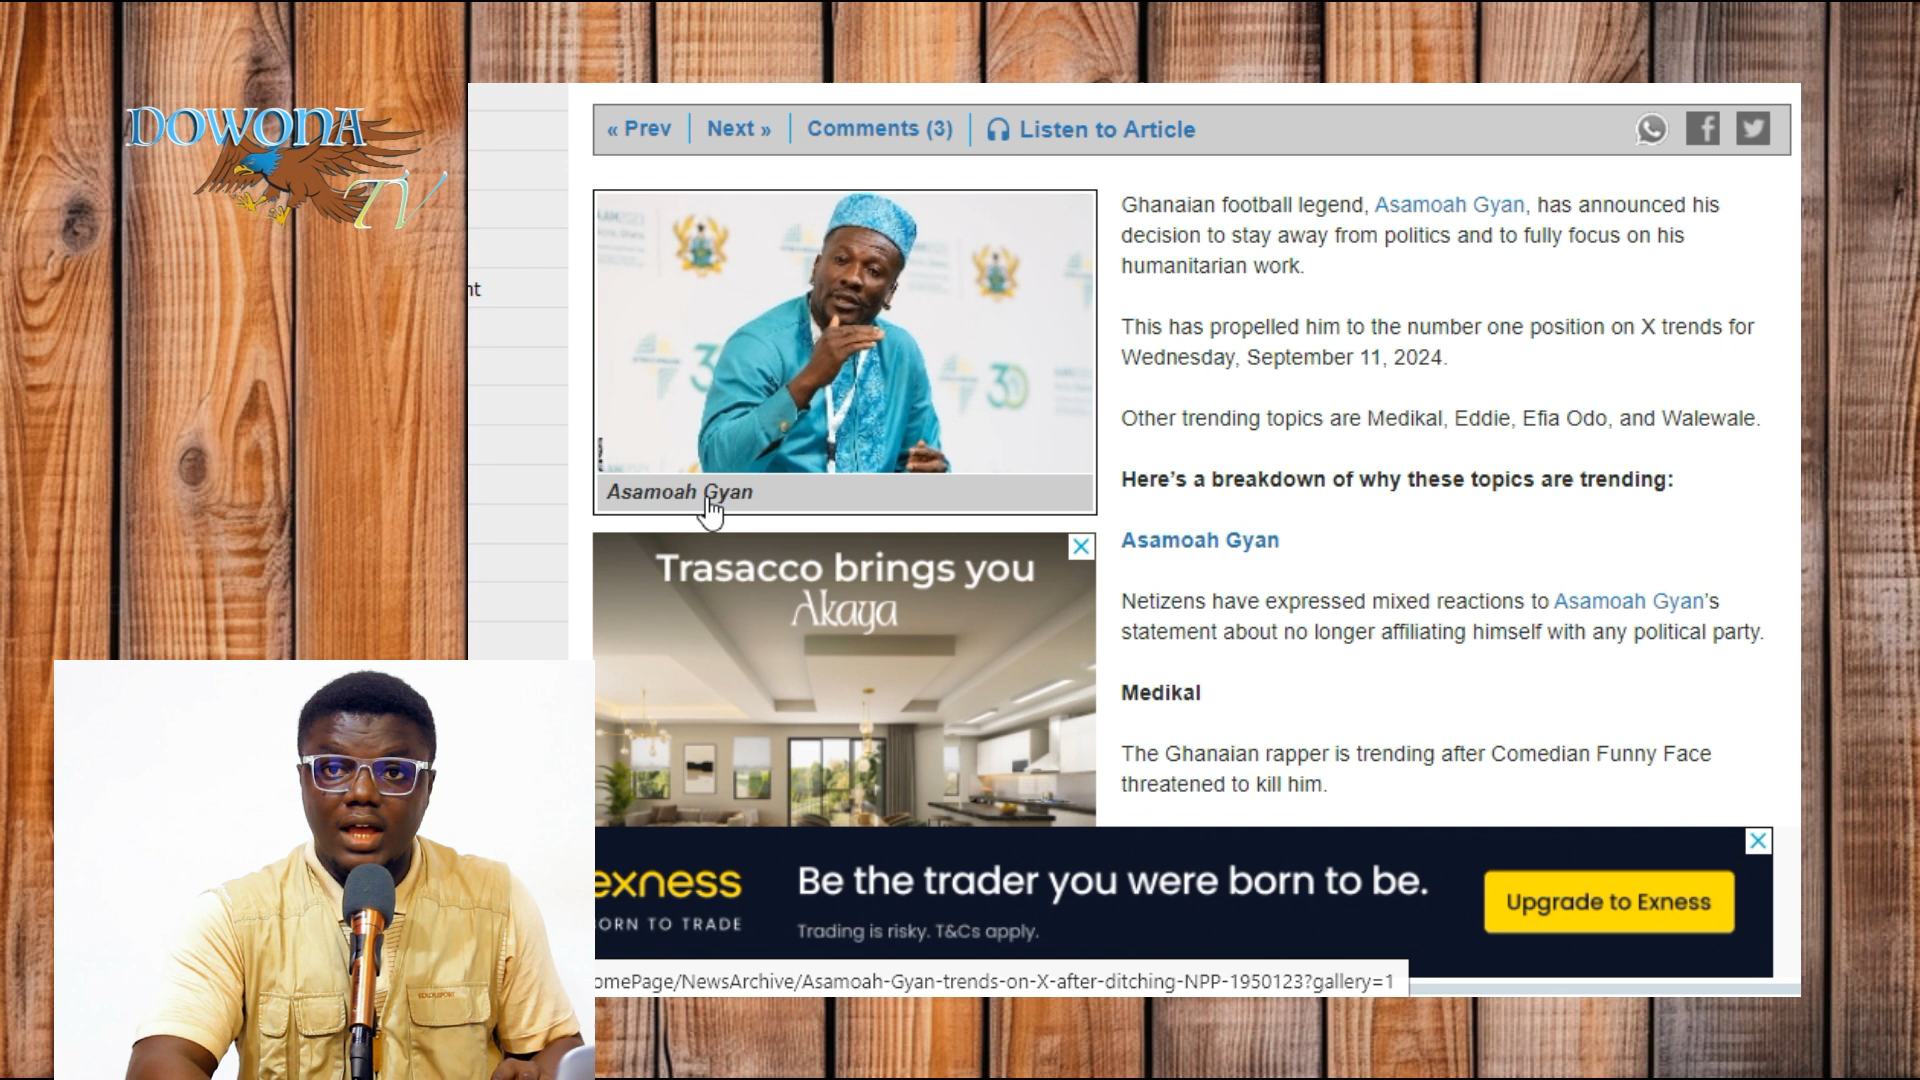 DOWONA
TV
« Prev
Next »
Comments (3)
Listen to Article
nt
30
Asamoah Gyan
Trasacco brings you
Akaya
Ghanaian football legend, Asamoah Gyan, has announced his
decision to stay away from politics and to fully focus on his
humanitarian work.
This has propelled him to the number one position on X trends for
Wednesday, September 11, 2024.
Other trending topics are Medikal, Eddie, Efia Odo, and Walewale.
Here’s a breakdown of why these topics are trending:
Asamoah Gyan
Netizens have expressed mixed reactions to Asamoah Gyan’s
statement about no longer affiliating himself with any political party.
Medikal
The Ghanaian rapper is trending after Comedian Funny Face
threatened to kill him.
exness
BORN TO TRADE
Be the trader you were born to be.
Trading is risky. T&Cs apply.
Upgrade to Exness
omePage/NewsArchive/Asamoah-Gyan-trends-on-X-after-ditching-NPP-1950123?gallery=1